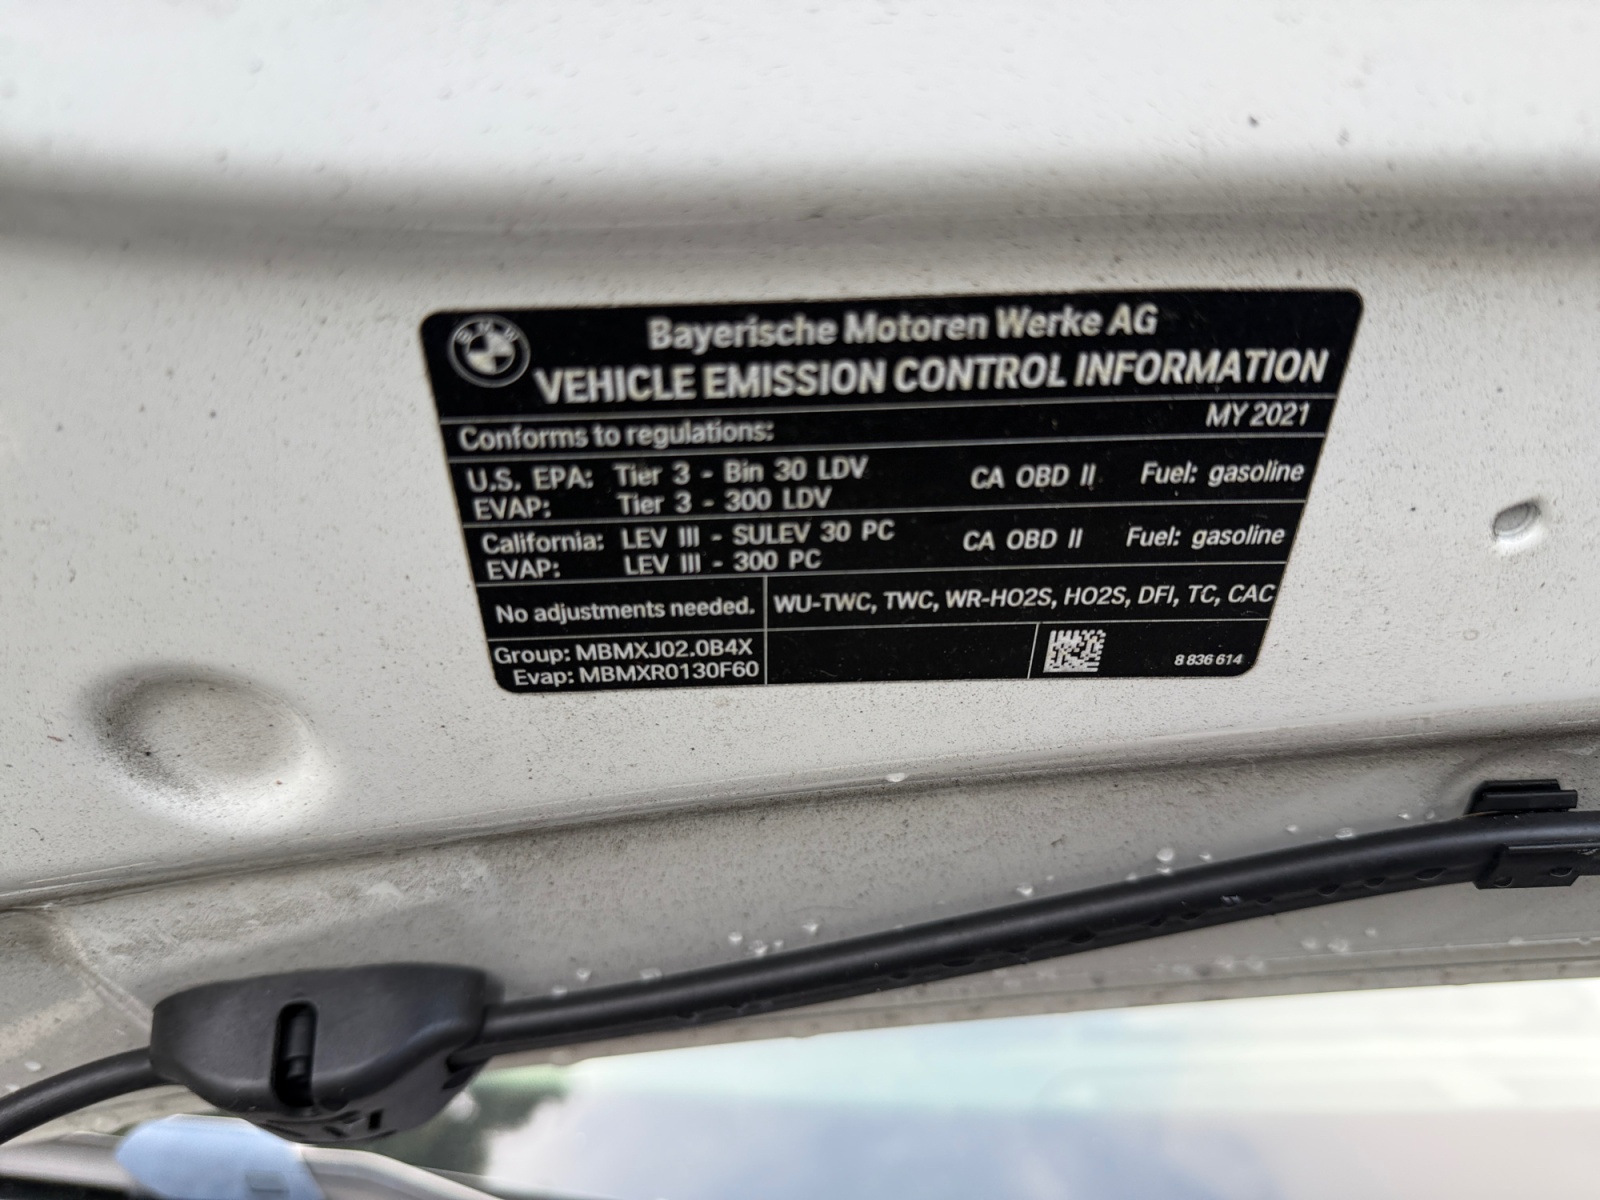 BMW
Bayerische Motoren Werke AG
VEHICLE EMISSION CONTROL INFORMATION
Conforms to regulations: MY 2021
U.S. EPA: Tier 3 - Bin 30 LDV CA OBD II Fuel: gasoline
EVAP: Tier 3 - 300 LDV
California: LEV III - SULEV 30 PC CA OBD II Fuel: gasoline
EVAP: LEV III - 300 PC
No adjustments needed. WU-TWC, TWC, WR-HO2S, HO2S, DFI, TC, CAC
Group: MBMXJ02.0B4X
Evap: MBMXR0130F60
8 836 614